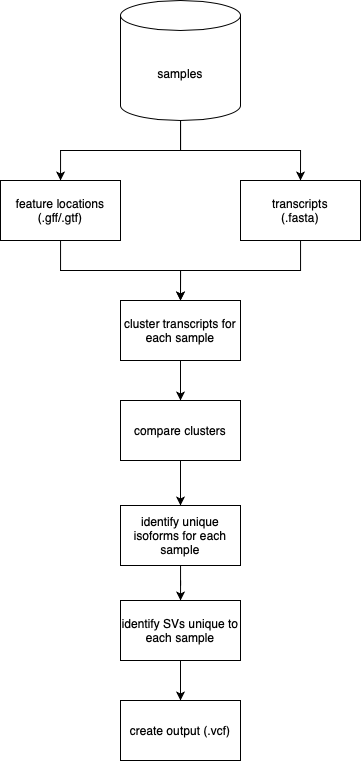 samples
feature locations
(.gff/.gtf)
transcripts
(.fasta)
cluster transcripts for
each sample
compare clusters
identify unique
isoforms for each
sample
identify SVs unique to
each sample
create output (.vcf)